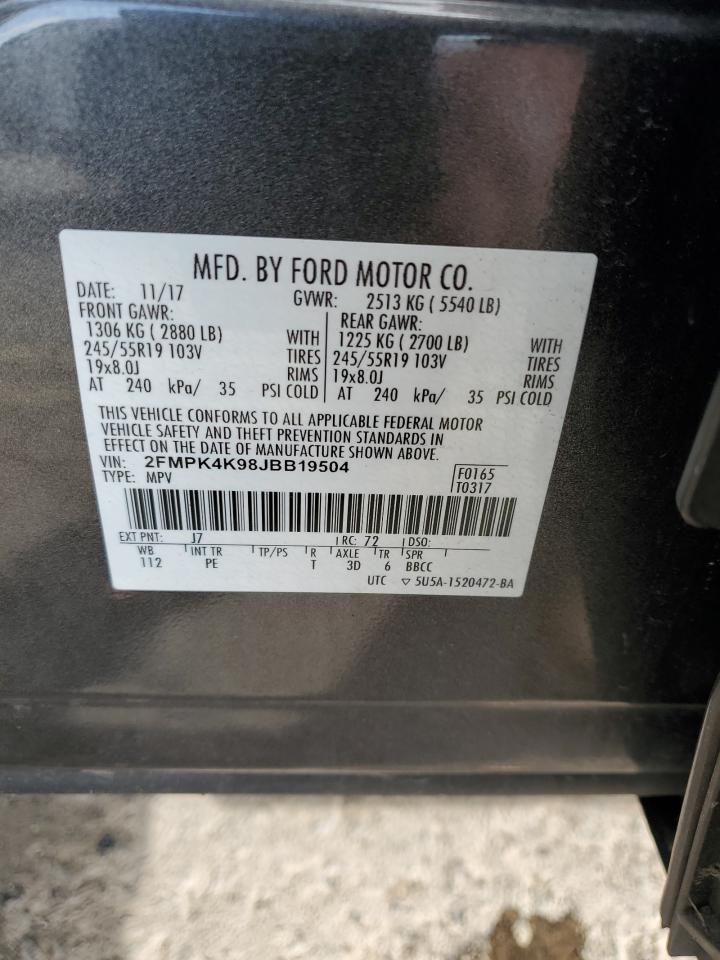 MFD. BY FORD MOTOR CO.
DATE: 11/17 GVWR: 2513 KG ( 5540 LB)
FRONT GAWR: REAR GAWR:
1306 KG ( 2880 LB) WITH 1225 KG ( 2700 LB) WITH
245/55R19 103V TIRES 245/55R19 103V TIRES
19x8.0J RIMS 19x8.0J RIMS
AT 240 kPa/ 35 PSI COLD AT 240 kPa/ 35 PSI COLD
THIS VEHICLE CONFORMS TO ALL APPLICABLE FEDERAL MOTOR
VEHICLE SAFETY AND THEFT PREVENTION STANDARDS IN
EFFECT ON THE DATE OF MANUFACTURE SHOWN ABOVE.
VIN: 2FMPK4K98JBB19504 F0165
TYPE: MPV T0317
EXT PNT: J7 RC: 72 DSO:
WB INT TR TP/PS R AXLE TR SPR
112 PE T 3D 6 BBCC
UTC ▽ 5U5A-1520472-BA